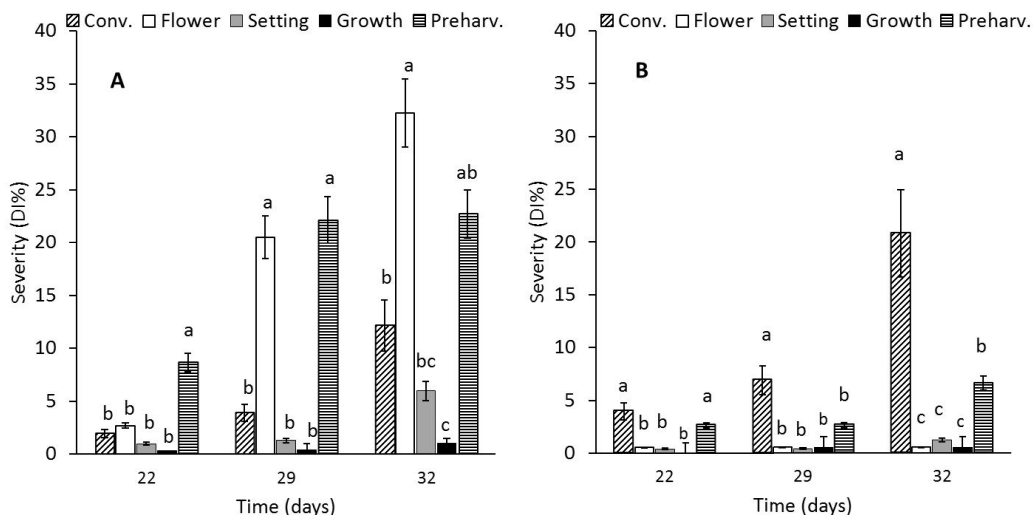 Conv. Flower Setting Growth Preharv.
A
Severity (DI%)
40
35
30
25
20
15
10
5
0
b b b b a
b a b b a
b a bc c ab
22 29 32
Time (days)
Conv. Flower Setting Growth Preharv.
B
Severity (DI%)
40
35
30
25
20
15
10
5
0
a b b b a
a b b b b
a c c c b
22 29 32
Time (days)